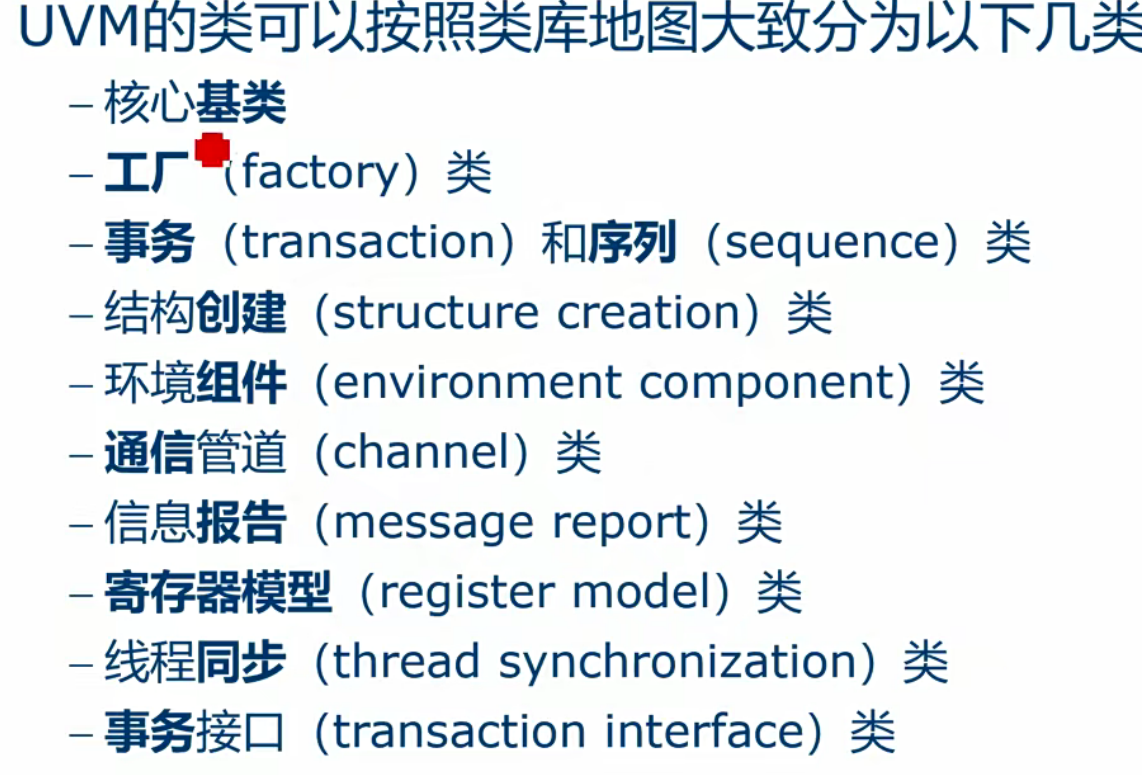 UVM的类可以按照类库地图大致分为以下几类
– 核心基类
– 工厂（factory）类
– 事务（transaction）和序列（sequence）类
– 结构创建（structure creation）类
– 环境组件（environment component）类
– 通信管道（channel）类
– 信息报告（message report）类
– 寄存器模型（register model）类
– 线程同步（thread synchronization）类
– 事务接口（transaction interface）类